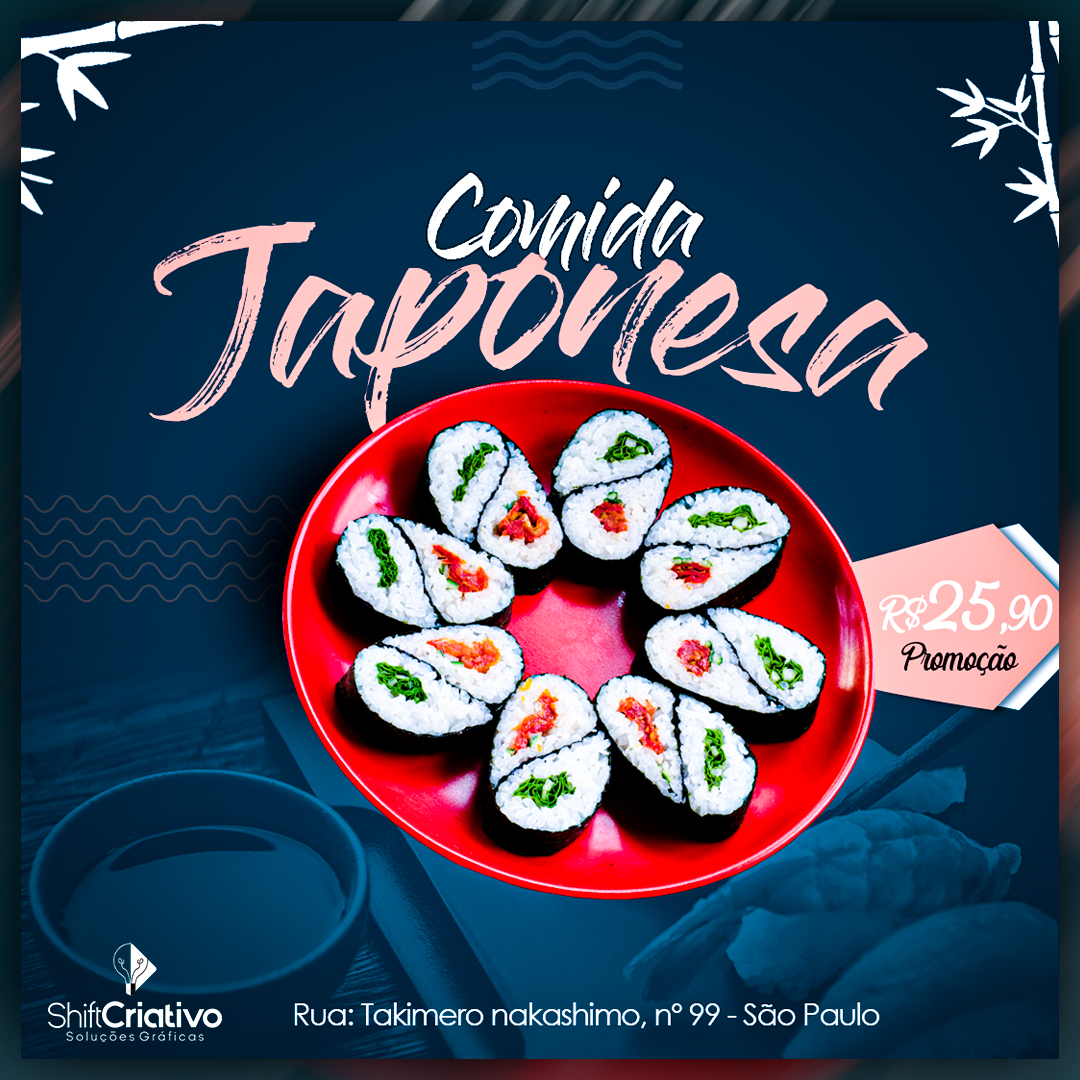 Comida
Japonesa
R$25,90
Promoção
ShiftCriativo
Soluções Gráficas
Rua: Takimero nakashimo, nº 99 - São Paulo